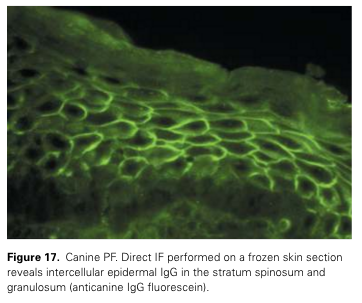 Figure 17. Canine PF. Direct IF performed on a frozen skin section
reveals intercellular epidermal IgG in the stratum spinosum and
granulosum (anticanine IgG fluorescein).